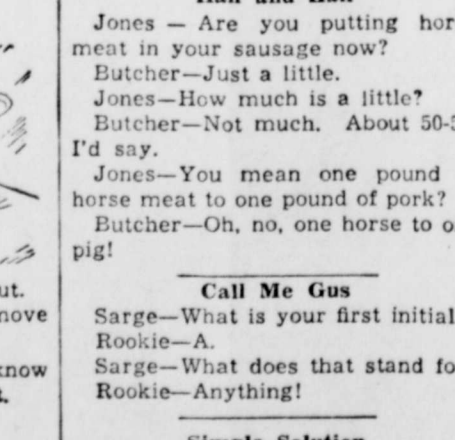 Jones — Are you putting hor
meat in your sausage now?
Butcher—Just a little.
Jones—How much is a little?
Butcher—Not much. About 50-
I'd say.
Jones—You mean one pound
horse meat to one pound of pork?
Butcher—Oh, no, one horse to o
pig!
Call Me Gus
Sarge—What is your first initial
Rookie—A.
Sarge—What does that stand fo
Rookie—Anything!
ut.
nove
know
t.